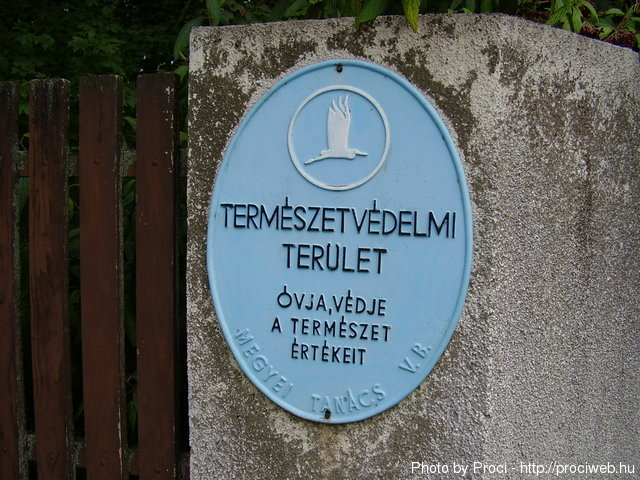 TERMÉSZETVÉDELMI
TERÜLET
ÓVJA, VÉDJE
A TERMÉSZET
ÉRTÉKEIT
MEGYEI TANÁCS V.B.
Photo by Proci - http://prociweb.hu